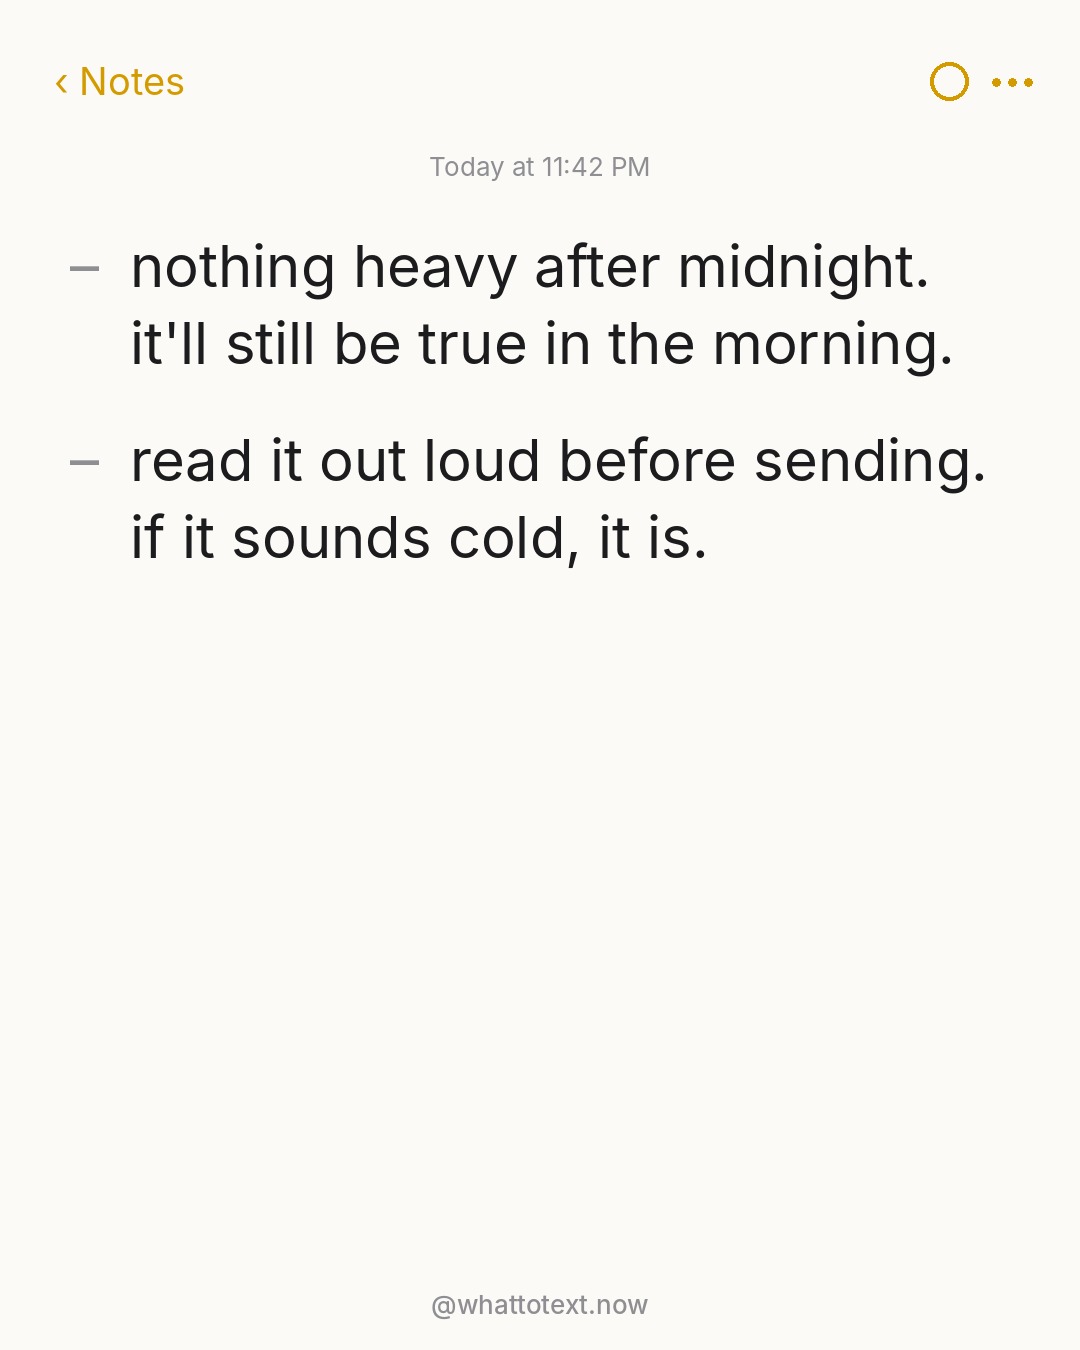 ‹ Notes
Today at 11:42 PM
– nothing heavy after midnight.
it'll still be true in the morning.
– read it out loud before sending.
if it sounds cold, it is.
@whattotext.now